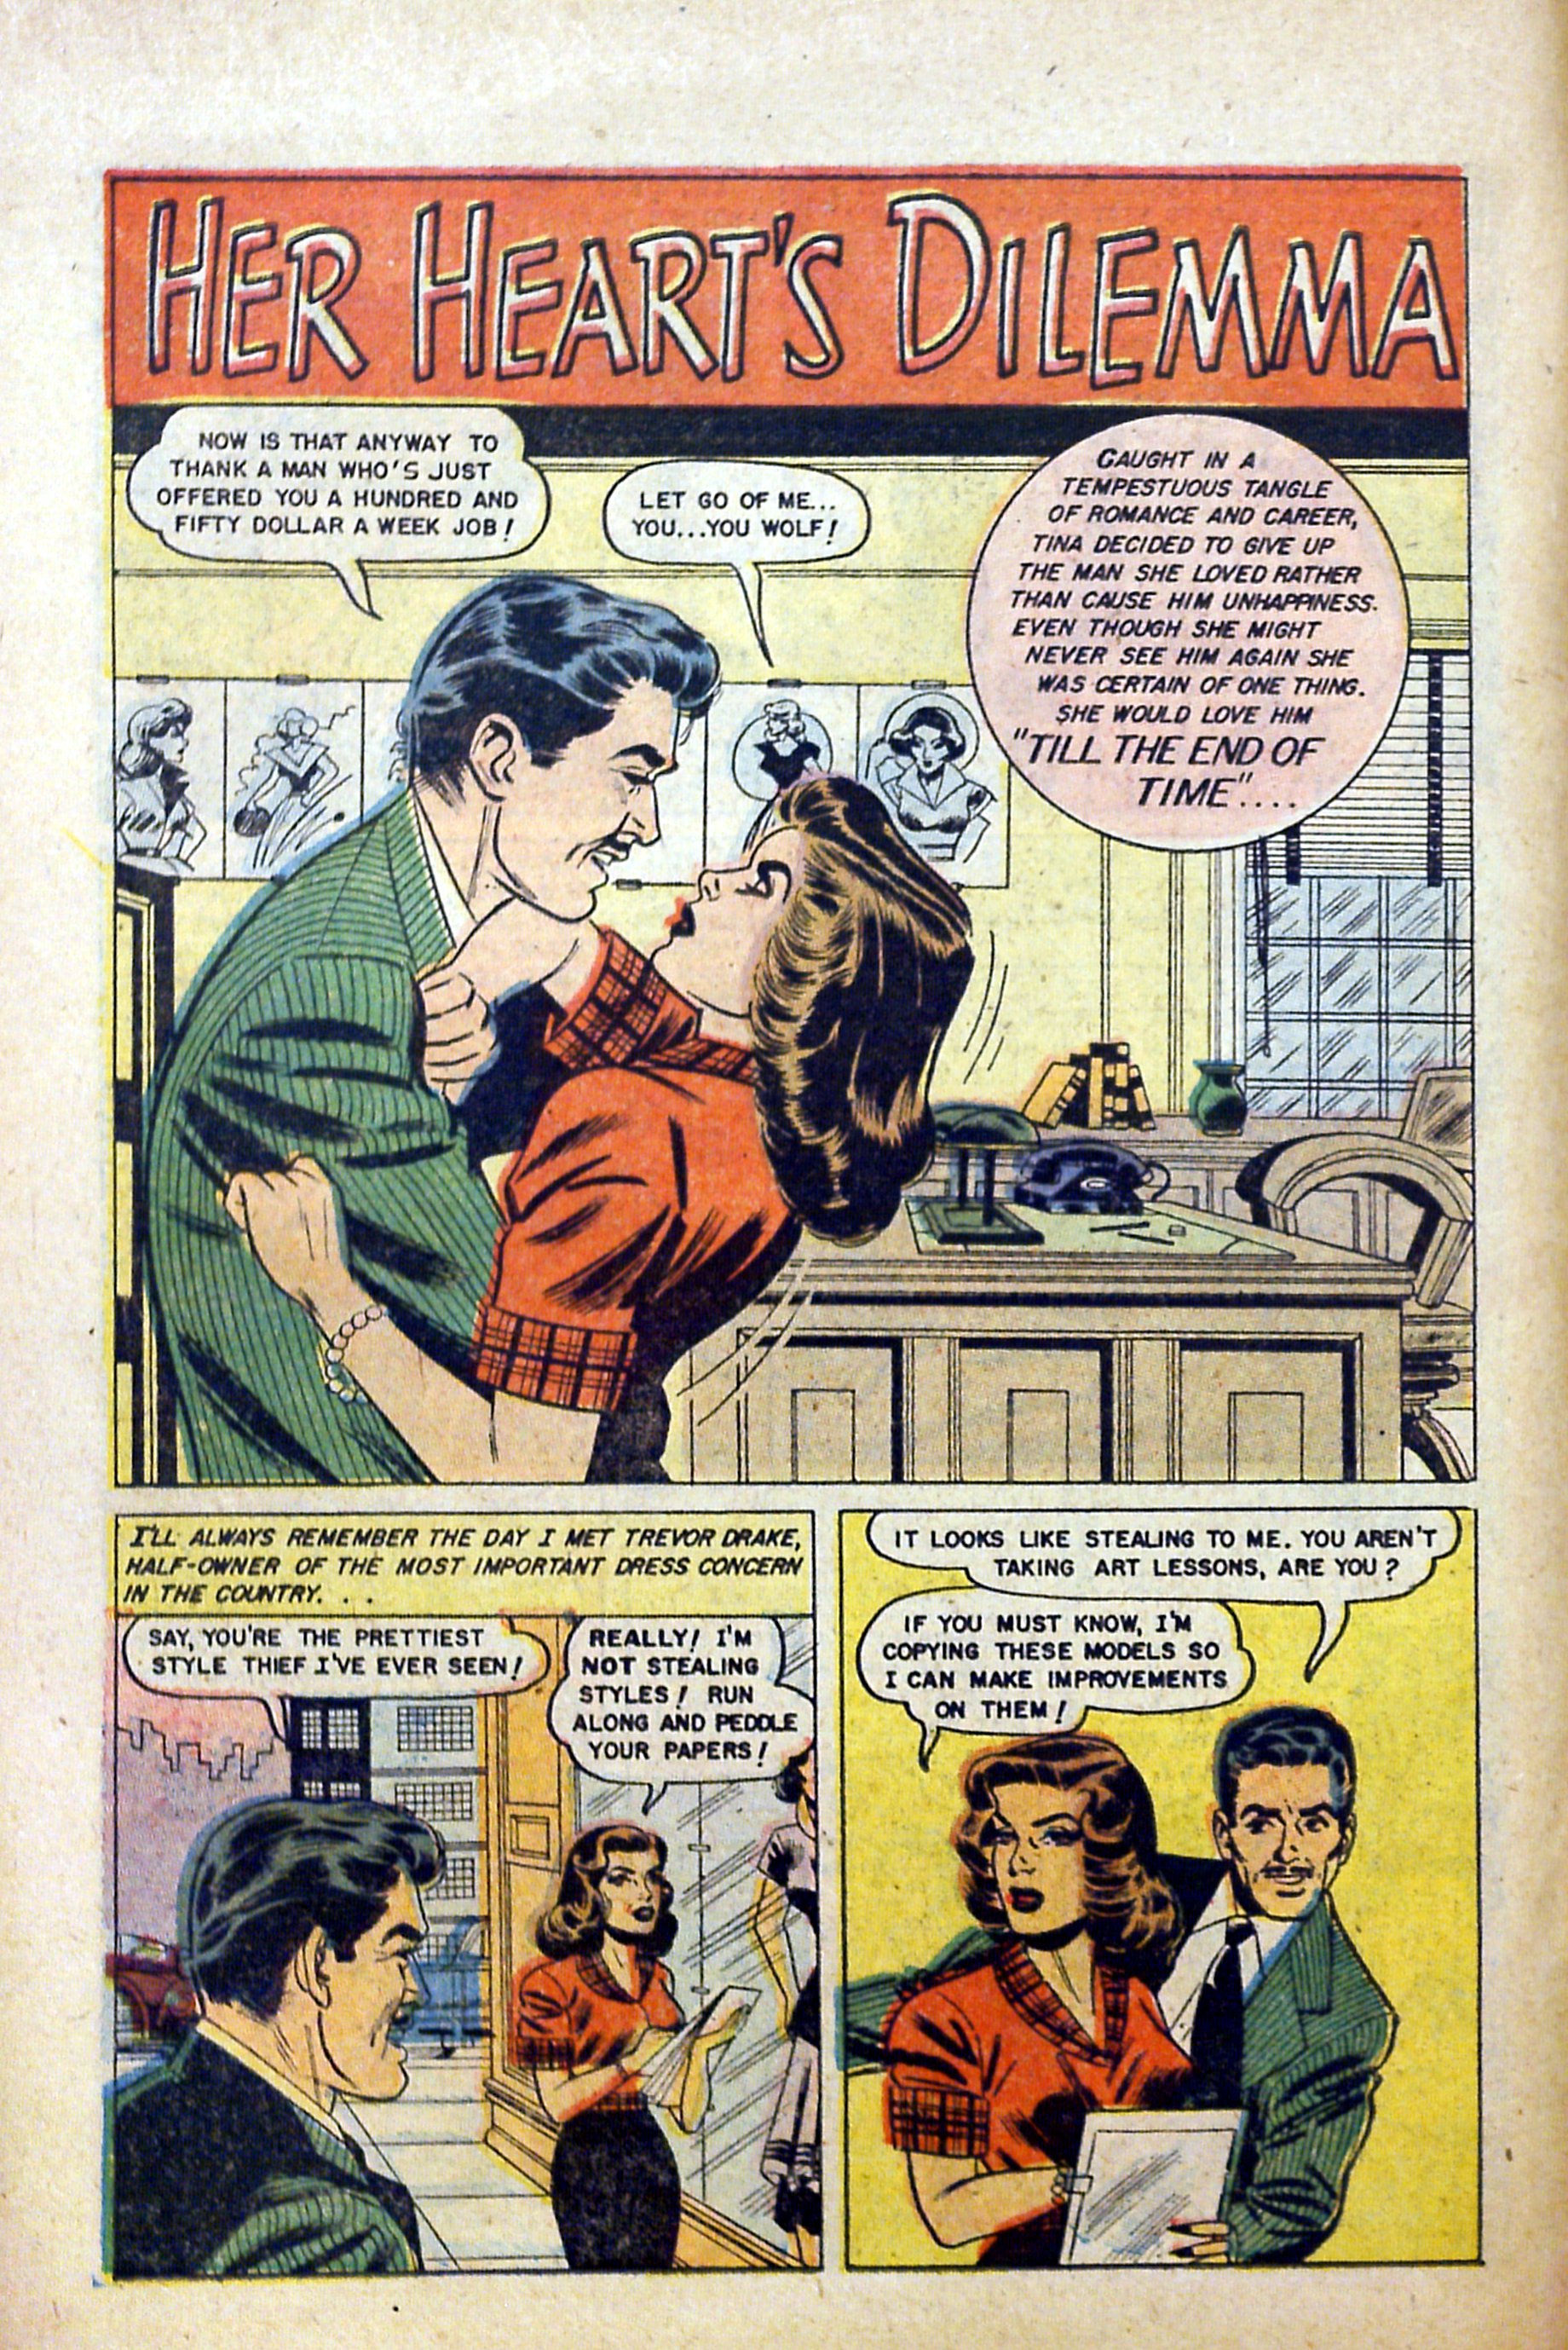 HER HEART'S DILEMMA
NOW IS THAT ANYWAY TO
THANK A MAN WHO'S JUST
OFFERED YOU A HUNDRED AND
FIFTY DOLLAR A WEEK JOB!
LET GO OF ME...
YOU...YOU WOLF!
CAUGHT IN A
TEMPESTUOUS TANGLE
OF ROMANCE AND CAREER,
TINA DECIDED TO GIVE UP
THE MAN SHE LOVED RATHER
THAN CAUSE HIM UNHAPPINESS.
EVEN THOUGH SHE MIGHT
NEVER SEE HIM AGAIN SHE
WAS CERTAIN OF ONE THING.
SHE WOULD LOVE HIM
"TILL THE END OF
TIME"....
I'LL ALWAYS REMEMBER THE DAY I MET TREVOR DRAKE,
HALF-OWNER OF THE MOST IMPORTANT DRESS CONCERN
IN THE COUNTRY. . .
SAY, YOU'RE THE PRETTIEST
STYLE THIEF I'VE EVER SEEN!
REALLY! I'M
NOT STEALING
STYLES! RUN
ALONG AND PEDDLE
YOUR PAPERS!
IT LOOKS LIKE STEALING TO ME. YOU AREN'T
TAKING ART LESSONS, ARE YOU?
IF YOU MUST KNOW, I'M
COPYING THESE MODELS SO
I CAN MAKE IMPROVEMENTS
ON THEM!